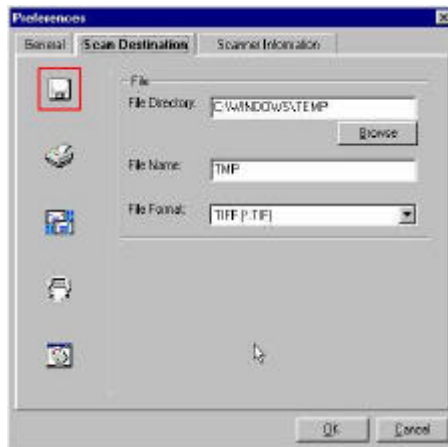 Preferences
General Scan Destination Scanner Information
File
File Directory: C:\WINDOWS\TEMP
Browse
File Name: TMP
File Format: TIFF (*.TIF)
OK Cancel